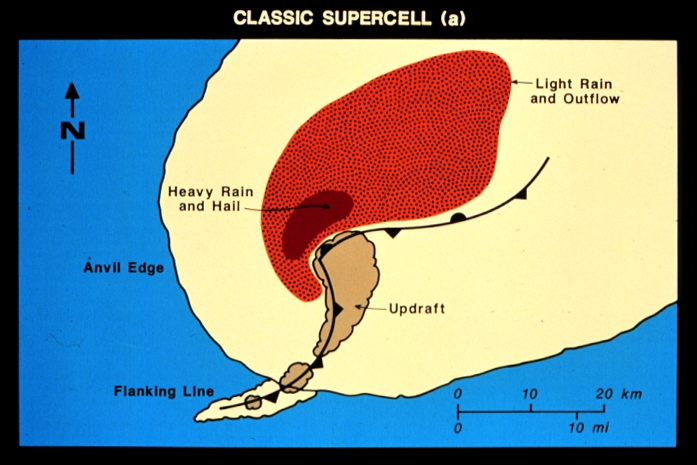 CLASSIC SUPERCELL (a)
Light Rain
and Outflow
N
Heavy Rain
and Hail
Anvil Edge
Updraft
Flanking Line
0 10 20 km
0 10 mi